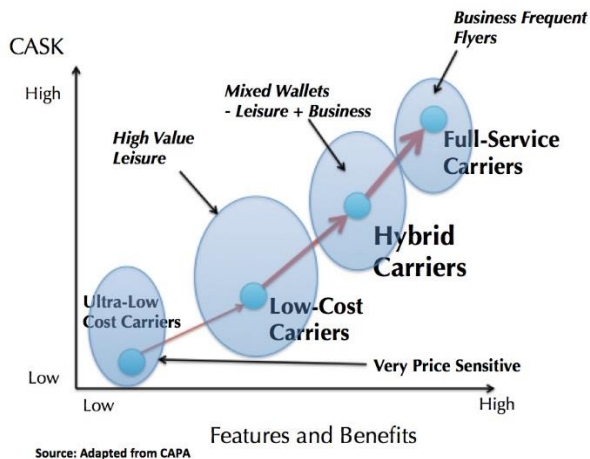 Business Frequent
Flyers
CASK
High
Mixed Wallets
- Leisure + Business
High Value
Leisure
Full-Service
Carriers
Hybrid
Carriers
Ultra-Low
Cost Carriers
Low-Cost
Carriers
Very Price Sensitive
Low
Low
High
Features and Benefits
Source: Adapted from CAPA